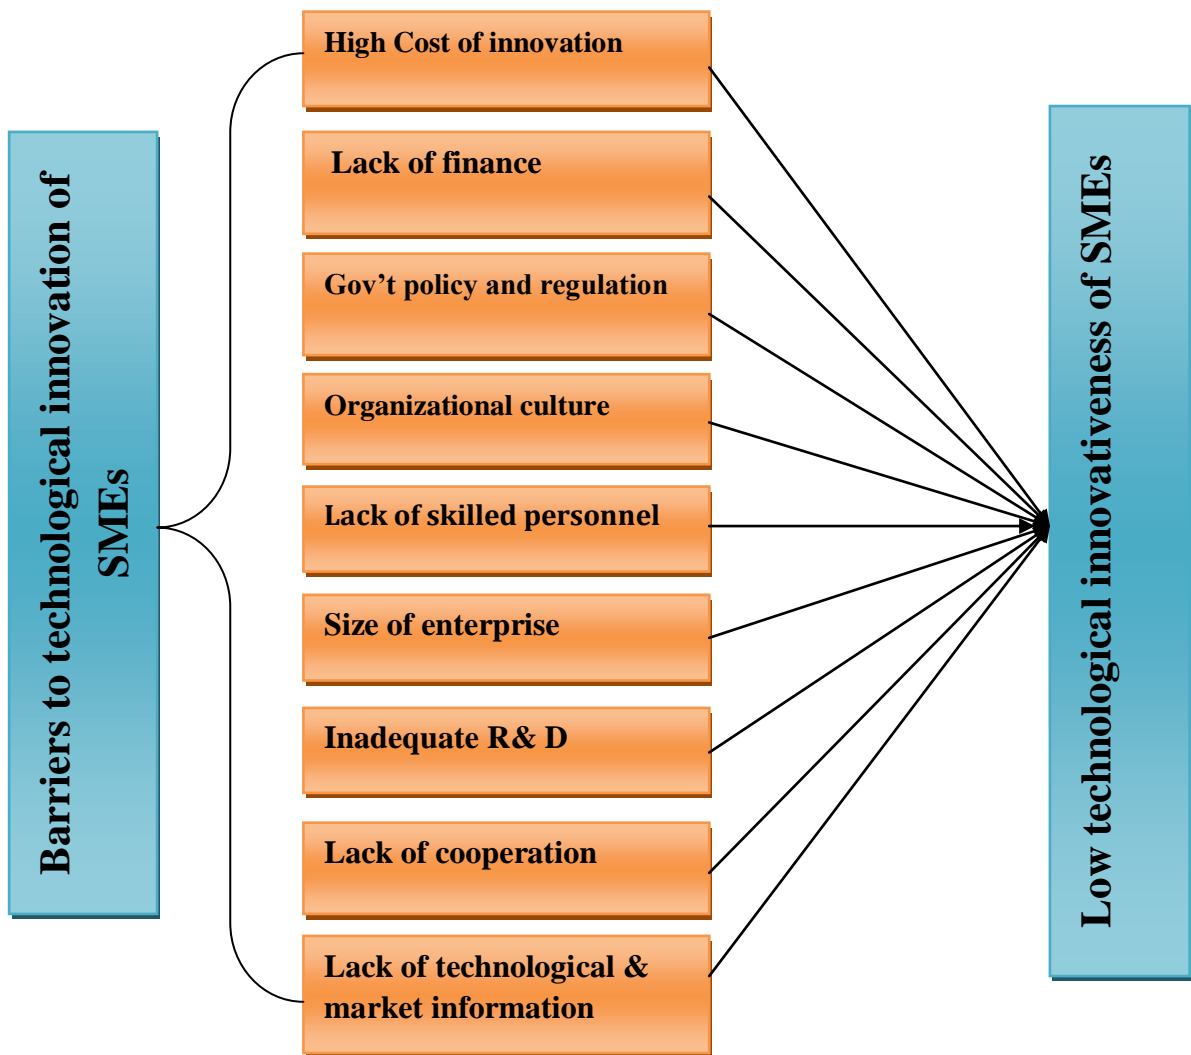 Barriers to technological innovation of
SMEs
High Cost of innovation
Lack of finance
Gov’t policy and regulation
Organizational culture
Lack of skilled personnel
Size of enterprise
Inadequate R& D
Lack of cooperation
Lack of technological &
market information
Low technological innovativeness of SMEs